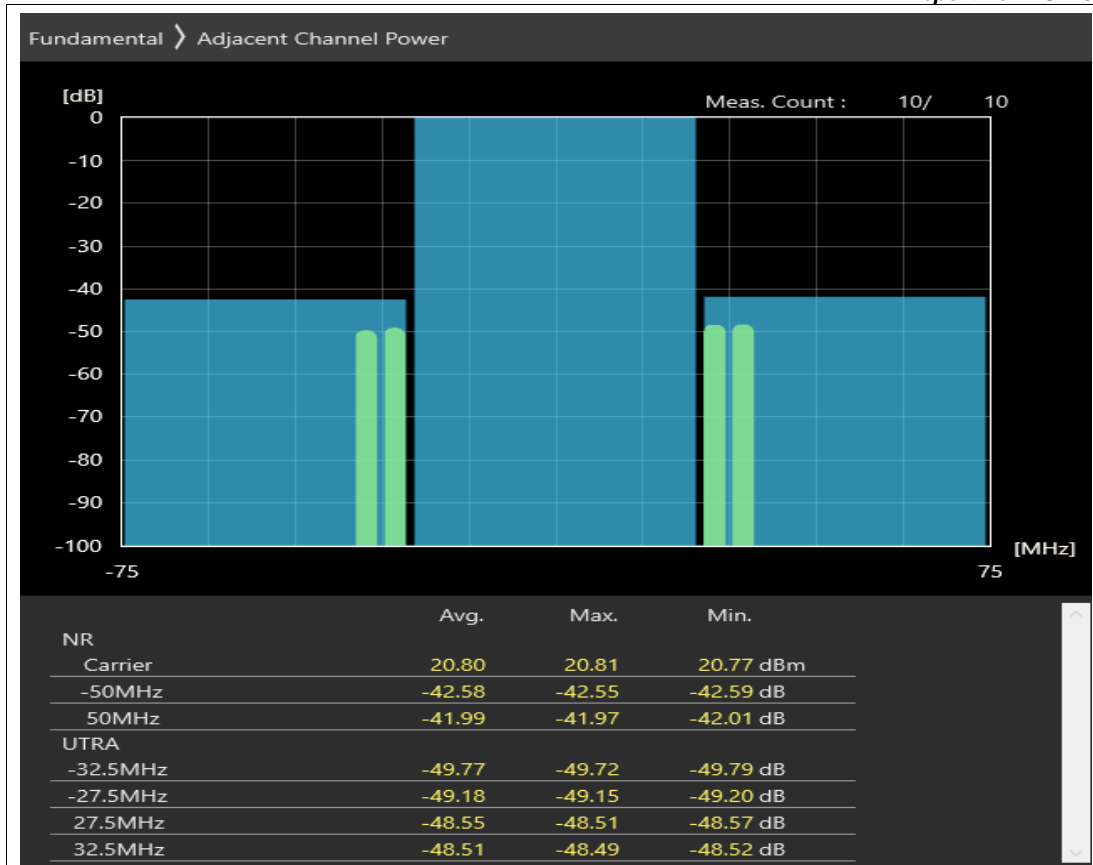 Fundamental 〉 Adjacent Channel Power
[dB]
Meas. Count : 10/ 10
0
-10
-20
-30
-40
-50
-60
-70
-80
-90
-100
[MHz]
-75 75
Avg. Max. Min.
NR
Carrier 20.80 20.81 20.77 dBm
-50MHz -42.58 -42.55 -42.59 dB
50MHz -41.99 -41.97 -42.01 dB
UTRA
-32.5MHz -49.77 -49.72 -49.79 dB
-27.5MHz -49.18 -49.15 -49.20 dB
27.5MHz -48.55 -48.51 -48.57 dB
32.5MHz -48.51 -48.49 -48.52 dB